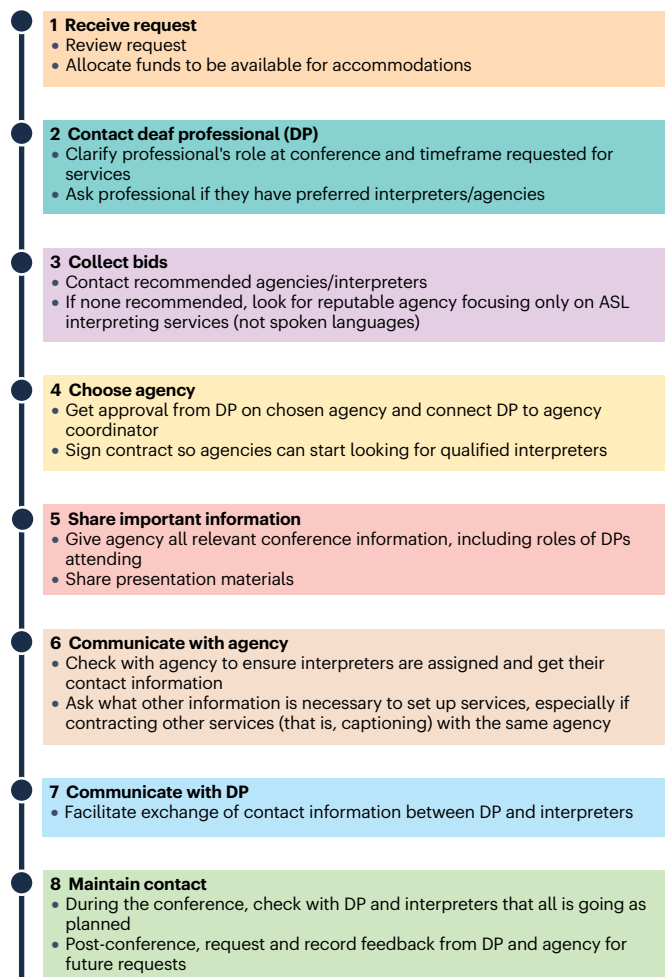 1 Receive request
• Review request
• Allocate funds to be available for accommodations
2 Contact deaf professional (DP)
• Clarify professional's role at conference and timeframe requested for
services
• Ask professional if they have preferred interpreters/agencies
3 Collect bids
• Contact recommended agencies/interpreters
• If none recommended, look for reputable agency focusing only on ASL
interpreting services (not spoken languages)
4 Choose agency
• Get approval from DP on chosen agency and connect DP to agency
coordinator
• Sign contract so agencies can start looking for qualified interpreters
5 Share important information
• Give agency all relevant conference information, including roles of DPs
attending
• Share presentation materials
6 Communicate with agency
• Check with agency to ensure interpreters are assigned and get their
contact information
• Ask what other information is necessary to set up services, especially if
contracting other services (that is, captioning) with the same agency
7 Communicate with DP
• Facilitate exchange of contact information between DP and interpreters
8 Maintain contact
• During the conference, check with DP and interpreters that all is going as
planned
• Post-conference, request and record feedback from DP and agency for
future requests